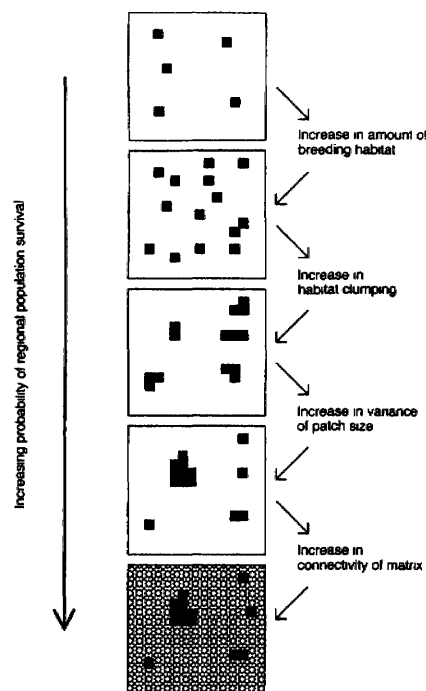 Increasing probability of regional population survival
Increase in amount of
breeding habitat
Increase in
habitat clumping
Increase in variance
of patch size
Increase in
connectivity of matrix